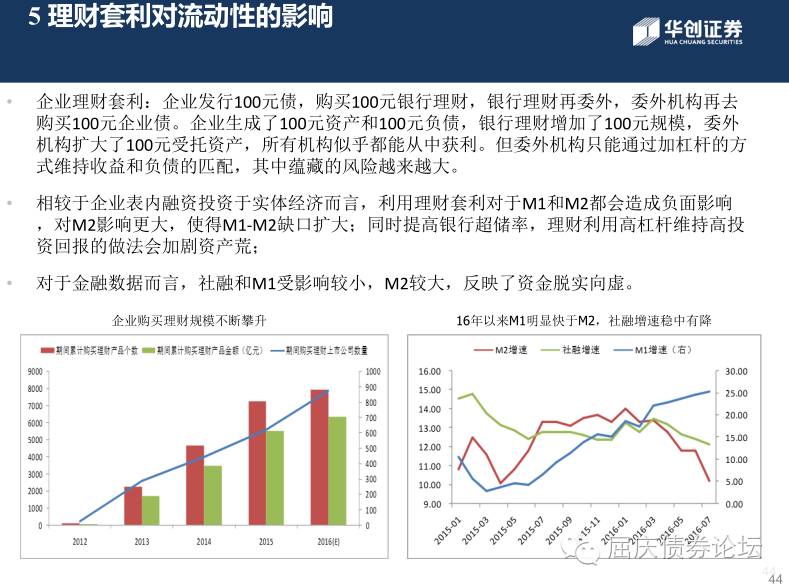 5 理财套利对流动性的影响
华创证券
HUA CHUANG SECURITIES
• 企业理财套利：企业发行100元债，购买100元银行理财，银行理财再委外，委外机构再去
购买100元企业债。企业生成了100元资产和100元负债，银行理财增加了100元规模，委外
机构扩大了100元受托资产，所有机构似乎都能从中获利。但委外机构只能通过加杠杆的方
式维持收益和负债的匹配，其中蕴藏的风险越来越大。
• 相较于企业表内融资投资于实体经济而言，利用理财套利对于M1和M2都会造成负面影响
，对M2影响更大，使得M1-M2缺口扩大；同时提高银行超储率，理财利用高杠杆维持高投
资回报的做法会加剧资产荒；
• 对于金融数据而言，社融和M1受影响较小，M2较大，反映了资金脱实向虚。
企业购买理财规模不断攀升
期间累计购买理财产品个数 期间累计购买理财产品金额（亿元） 期间购买理财上市公司数量
9000
8000
7000
6000
5000
4000
3000
2000
1000
0
1000
900
800
700
600
500
400
300
200
100
0
2012 2013 2014 2015 2016(E)
16年以来M1明显快于M2，社融增速稳中有降
M2增速 社融增速 M1增速（右）
16.00
15.00
14.00
13.00
12.00
11.00
10.00
9.00
30.00
25.00
20.00
15.00
10.00
5.00
0.00
2015-01 2015-03 2015-05 2015-07 2015-09 2015-11 2016-01 2016-03 2016-05 2016-07
屈庆债券论坛
44
44